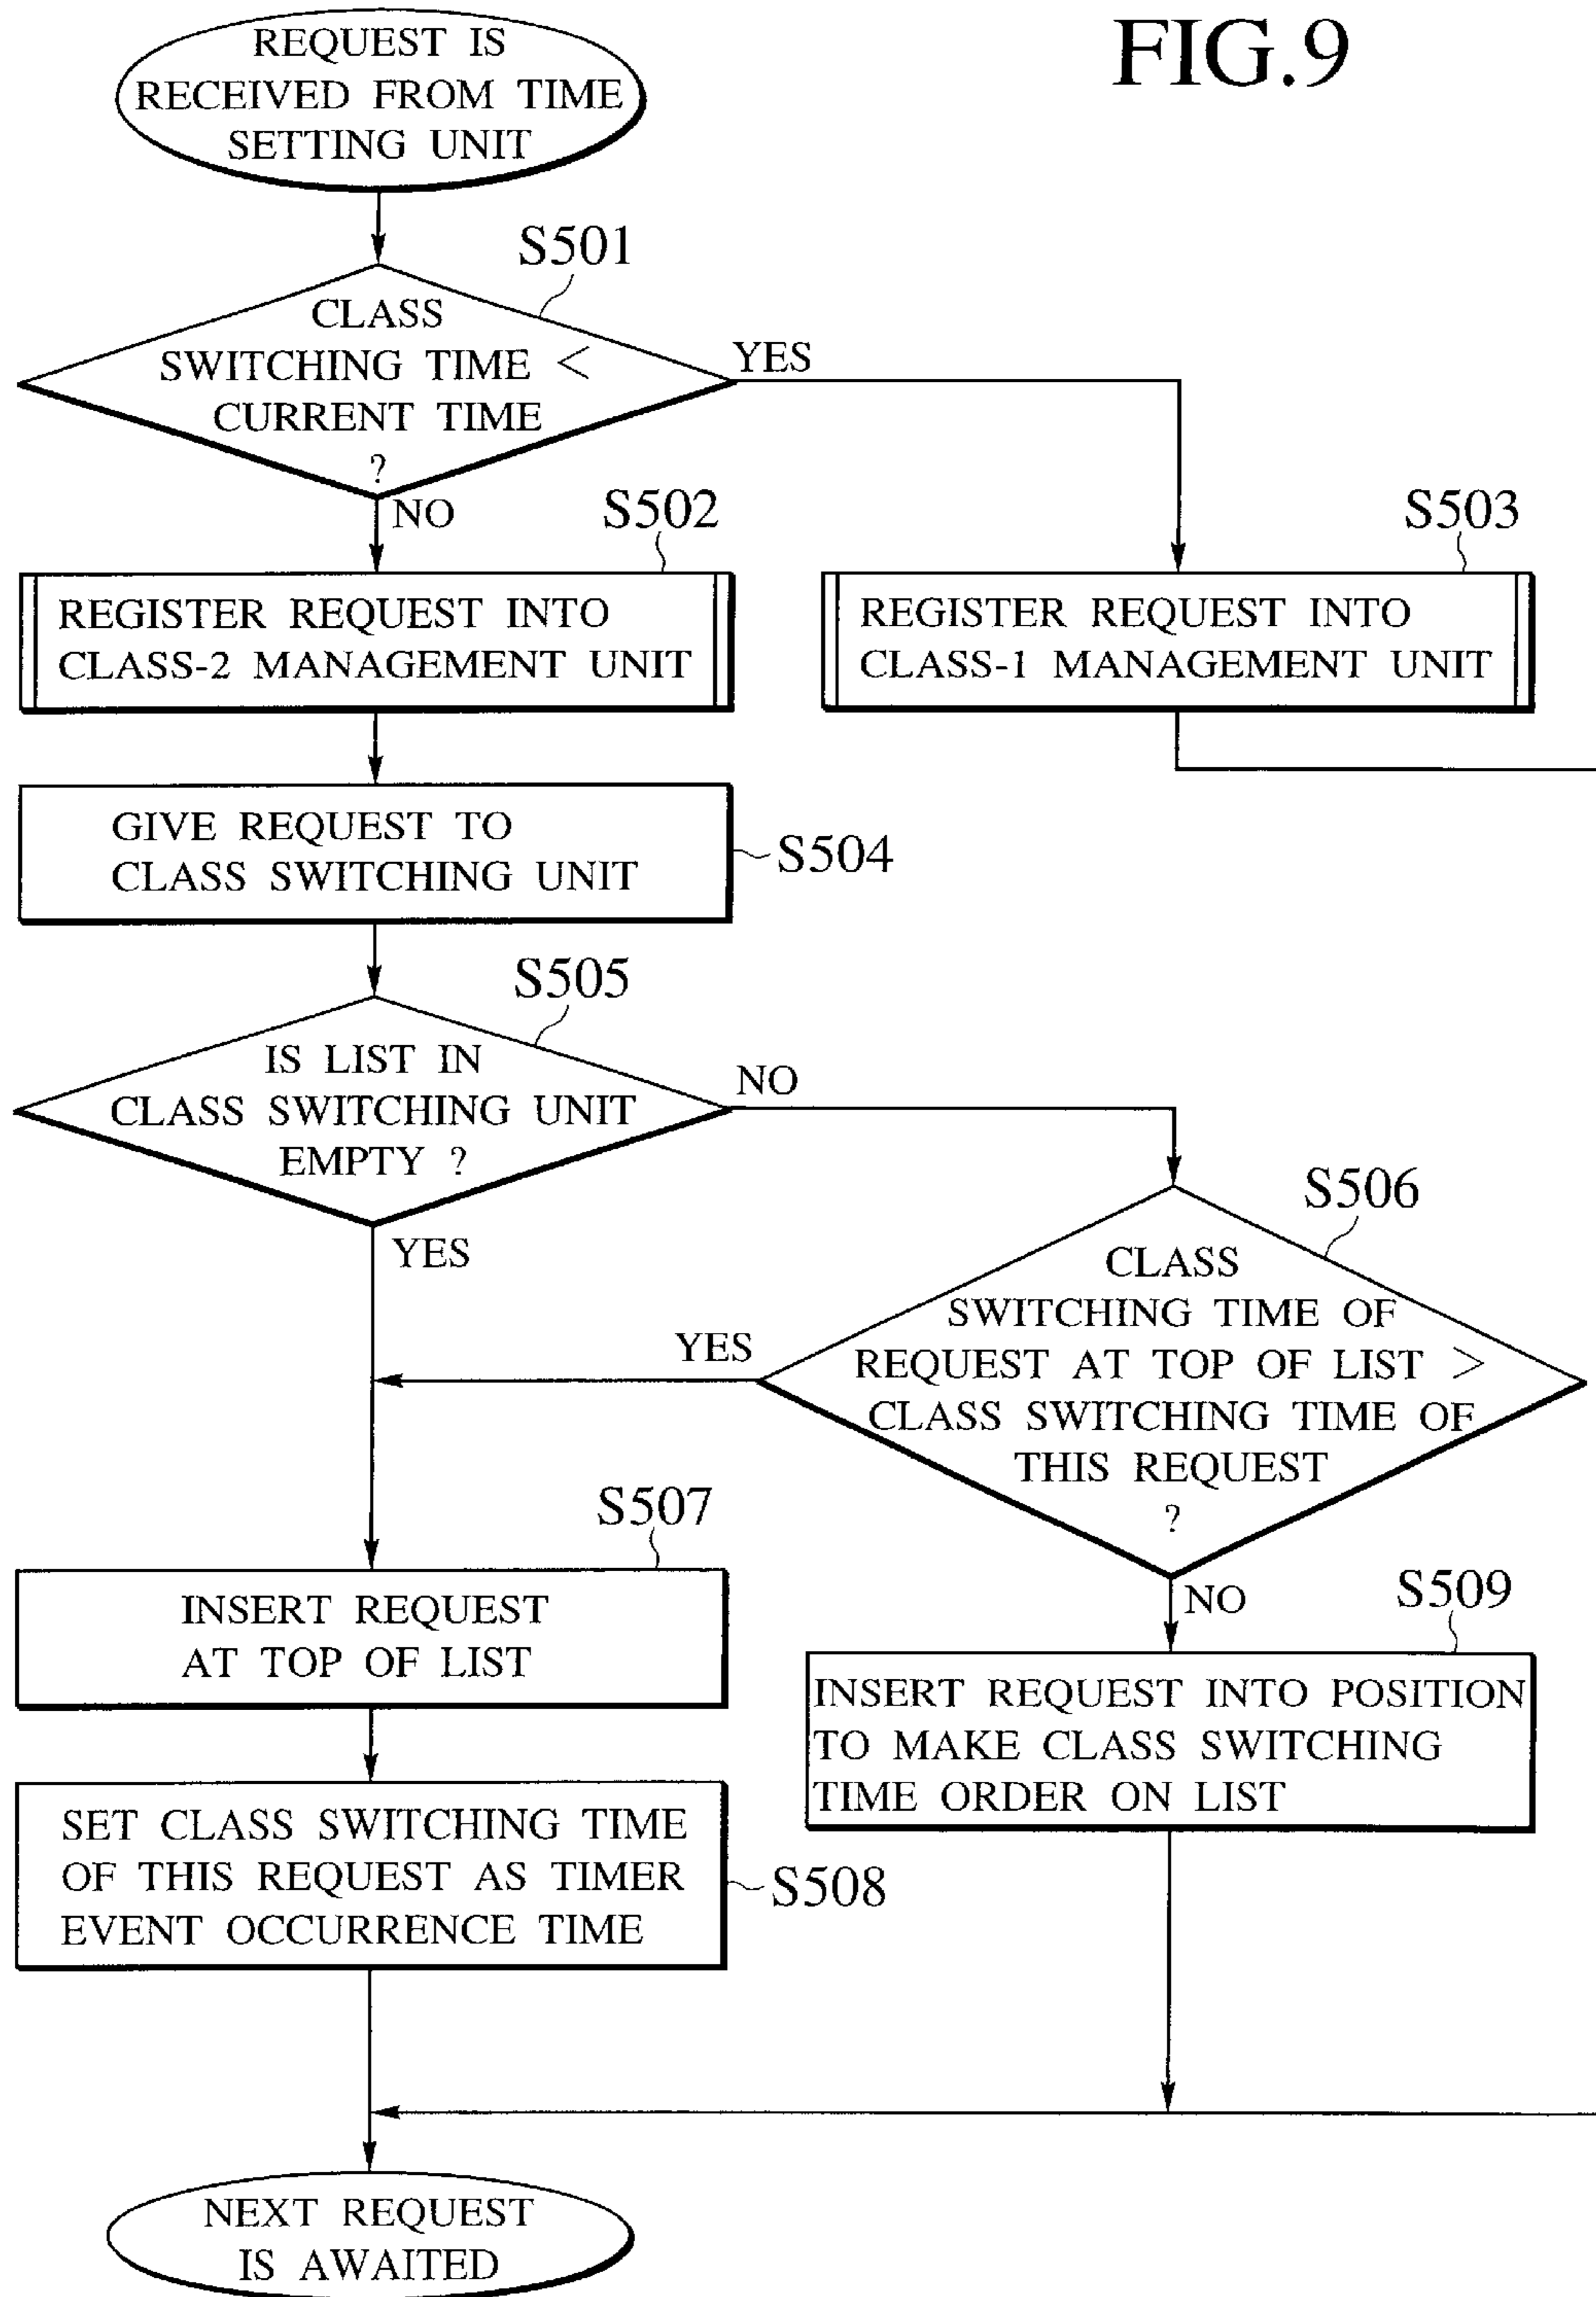 FIG.9
REQUEST IS
RECEIVED FROM TIME
SETTING UNIT
S501
CLASS
SWITCHING TIME <
CURRENT TIME
?
YES
NO
S502
REGISTER REQUEST INTO
CLASS-2 MANAGEMENT UNIT
S503
REGISTER REQUEST INTO
CLASS-1 MANAGEMENT UNIT
GIVE REQUEST TO
CLASS SWITCHING UNIT
S504
S505
IS LIST IN
CLASS SWITCHING UNIT
EMPTY ?
NO
YES
S506
CLASS
SWITCHING TIME OF
REQUEST AT TOP OF LIST >
CLASS SWITCHING TIME OF
THIS REQUEST
?
YES
NO
S507
INSERT REQUEST
AT TOP OF LIST
S509
INSERT REQUEST INTO POSITION
TO MAKE CLASS SWITCHING
TIME ORDER ON LIST
SET CLASS SWITCHING TIME
OF THIS REQUEST AS TIMER
EVENT OCCURRENCE TIME
S508
NEXT REQUEST
IS AWAITED